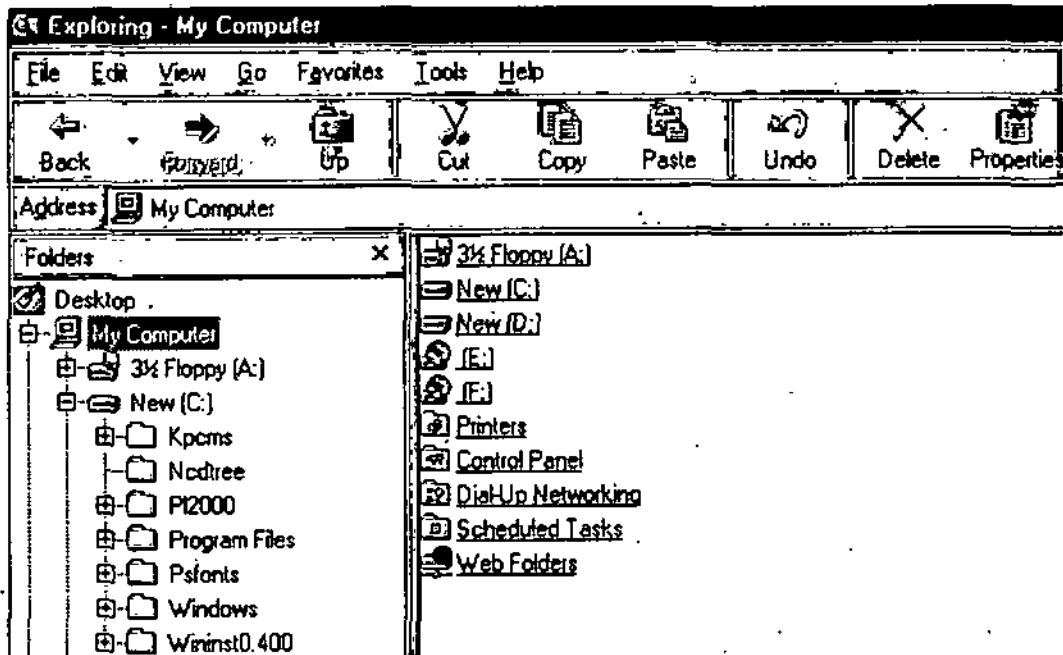 Exploring - My Computer
File Edit View Go Favorites Tools Help
Back Forward Up Cut Copy Paste Undo Delete Properties
Address My Computer
Folders
Desktop
My Computer
3½ Floppy (A:)
New (C:)
Kpcms
Ncdtree
Program Files
Psfonts
Windows
Wininst0.400
3½ Floppy (A:)
New (C:)
New (D:)
(E:)
(F:)
Printers
Control Panel
Dial-Up Networking
Scheduled Tasks
Web Folders